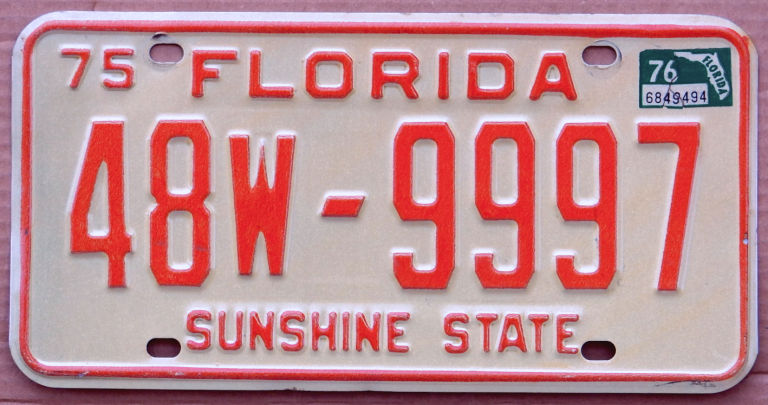 75 FLORIDA
76 FLORIDA
6849494
48W-9997
SUNSHINE STATE